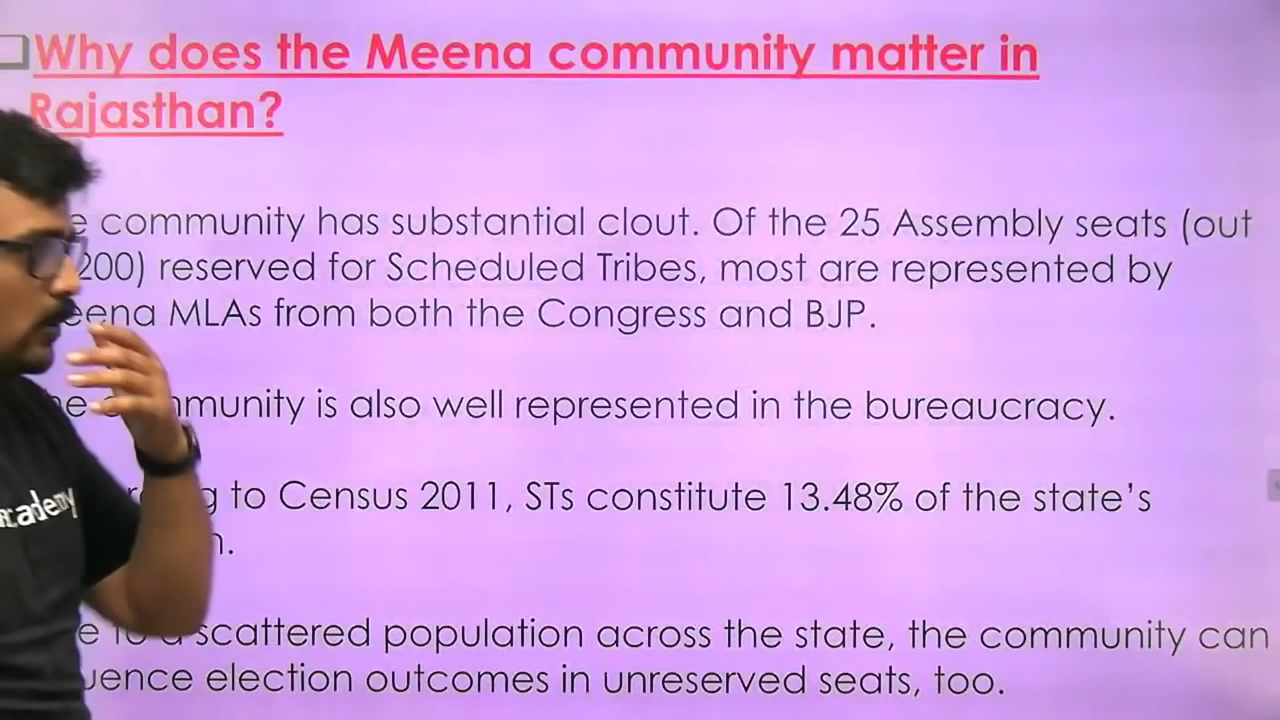 Why does the Meena community matter in
Rajasthan?
community has substantial clout. Of the 25 Assembly seats (out
200) reserved for Scheduled Tribes, most are represented by
MLAs from both the Congress and BJP.
is also well represented in the bureaucracy.
to Census 2011, STs constitute 13.48% of the state's
scattered population across the state, the community can
election outcomes in unreserved seats, too.